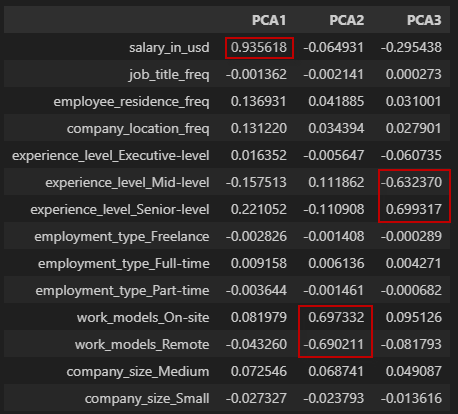 PCA1 PCA2 PCA3
salary_in_usd 0.935618 -0.064931 -0.295438
job_title_freq -0.001362 -0.002141 0.000273
employee_residence_freq 0.136931 0.041885 0.031001
company_location_freq 0.131220 0.034394 0.027901
experience_level_Executive-level 0.016352 -0.005647 -0.060735
experience_level_Mid-level -0.157513 0.111862 -0.632370
experience_level_Senior-level 0.221052 -0.110908 0.699317
employment_type_Freelance -0.002826 -0.001408 -0.000289
employment_type_Full-time 0.009158 0.006136 0.004271
employment_type_Part-time -0.003644 -0.001461 -0.000682
work_models_On-site 0.081979 0.697332 0.095126
work_models_Remote -0.043260 -0.690211 -0.081793
company_size_Medium 0.072546 0.068741 0.049087
company_size_Small -0.027327 -0.023793 -0.013616